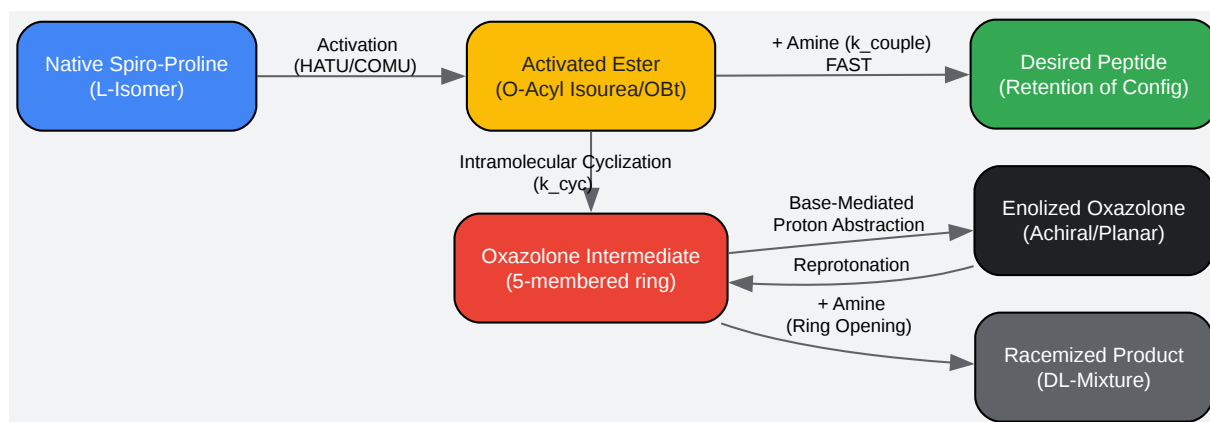 Native Spiro-Proline
(L-Isomer)
Activation
(HATU/COMU)
Activated Ester
(O-Acyl Isourea/OBt)
+ Amine (k_couple)
FAST
Desired Peptide
(Retention of Config)
Intramolecular Cyclization
(k_cyc)
Oxazolone Intermediate
(5-membered ring)
Base-Mediated
Proton Abstraction
Enolized Oxazolone
(Achiral/Planar)
Reprotonation
+ Amine
(Ring Opening)
Racemized Product
(DL-Mixture)